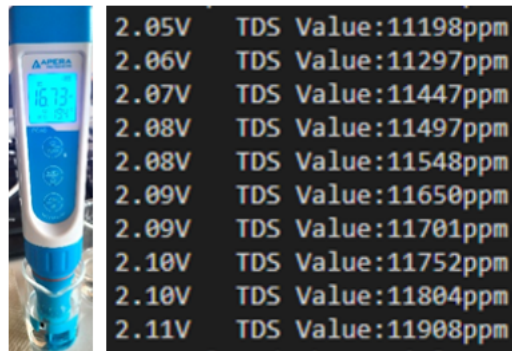 APERA
16.73
2.05V TDS Value:11198ppm
2.06V TDS Value:11297ppm
2.07V TDS Value:11447ppm
2.08V TDS Value:11497ppm
2.08V TDS Value:11548ppm
2.09V TDS Value:11650ppm
2.09V TDS Value:11701ppm
2.10V TDS Value:11752ppm
2.10V TDS Value:11804ppm
2.11V TDS Value:11908ppm